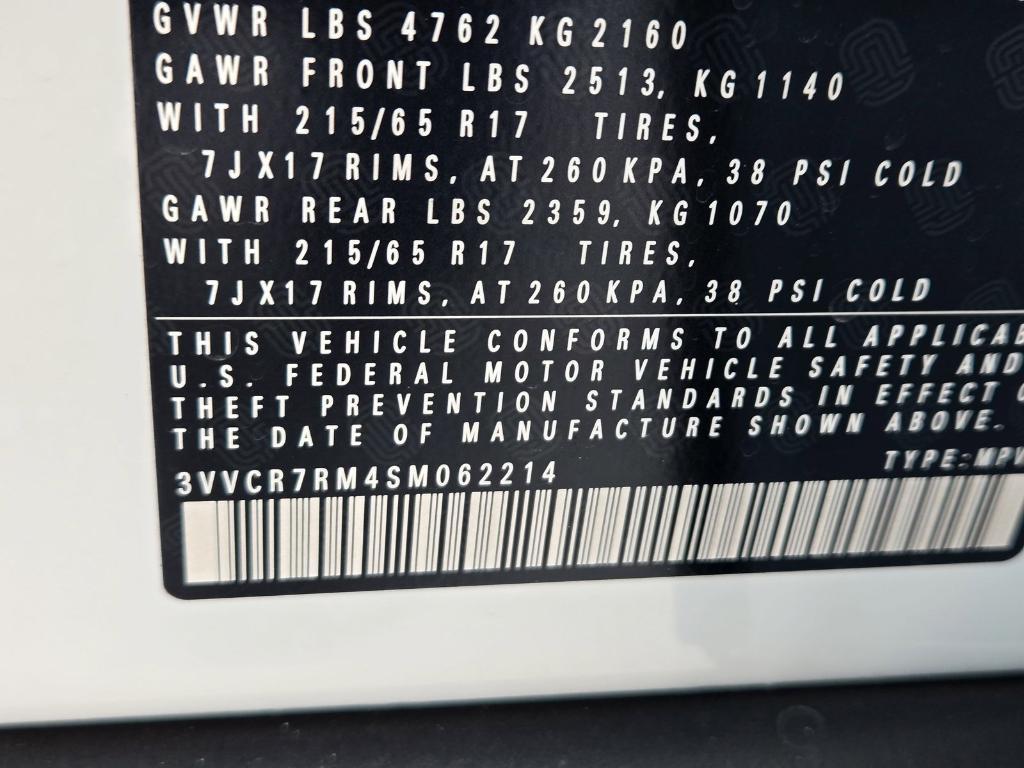 GVWR LBS 4762 KG 2160
GAWR FRONT LBS 2513, KG 1140
WITH 215/65 R17 TIRES,
7JX17 RIMS, AT 260 KPA, 38 PSI COLD
GAWR REAR LBS 2359, KG 1070
WITH 215/65 R17 TIRES,
7JX17 RIMS, AT 260 KPA, 38 PSI COLD
THIS VEHICLE CONFORMS TO ALL APPLICAB
U.S. FEDERAL MOTOR VEHICLE SAFETY AND
THEFT PREVENTION STANDARDS IN EFFECT
THE DATE OF MANUFACTURE SHOWN ABOVE.
TYPE:MPV
3VVCR7RM4SM062214